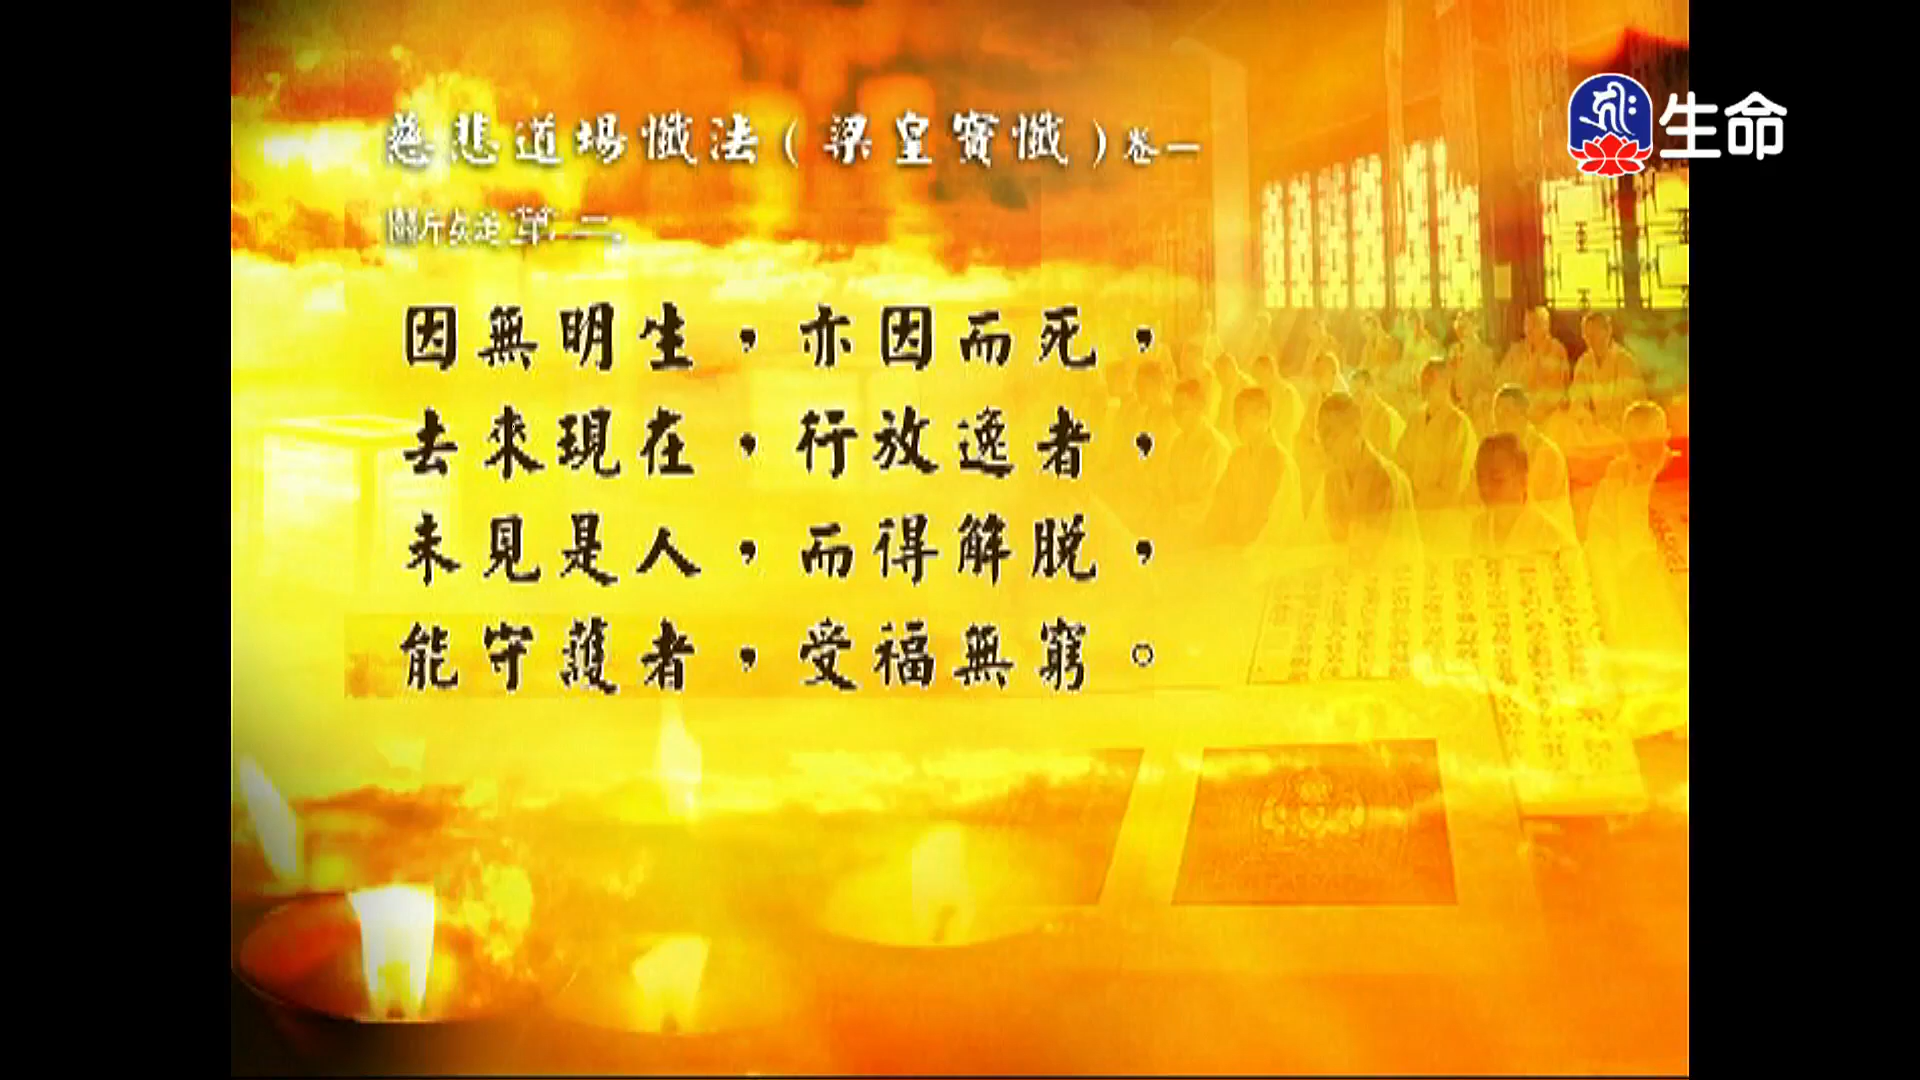 慈悲道場懺法(梁皇寶懺)卷一
斷疑第二
因無明生，亦因而死，
去來現在，行放逸者，
未見是人，而得解脫，
能守護者，受福無窮。
生命